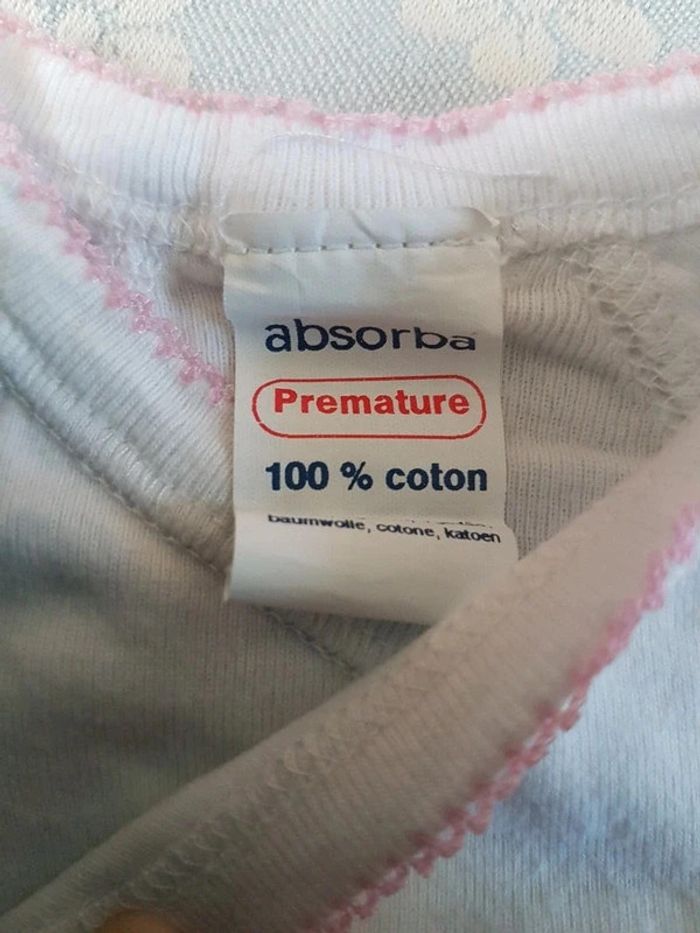 absorba
Premature
100 % coton
baumwolle, cotone, katoen